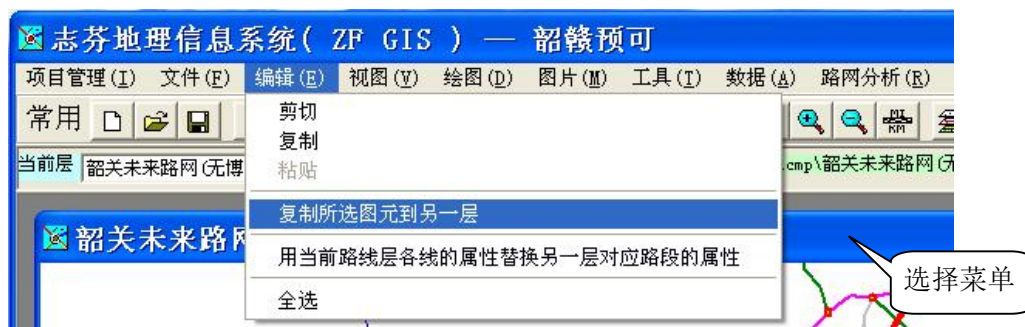 志芬地理信息系统( ZF GIS ) — 韶赣预可
项目管理(I) 文件(F) 编辑(E) 视图(V) 绘图(D) 图片(M) 工具(T) 数据(A) 路网分析(R)
常用
MI
KM
当前层 韶关未来路网(无博
.cmp\韶关未来路网(无
剪切
复制
粘贴
复制所选图元到另一层
用当前路线层各线的属性替换另一层对应路段的属性
全选
韶关未来路网
选择菜单